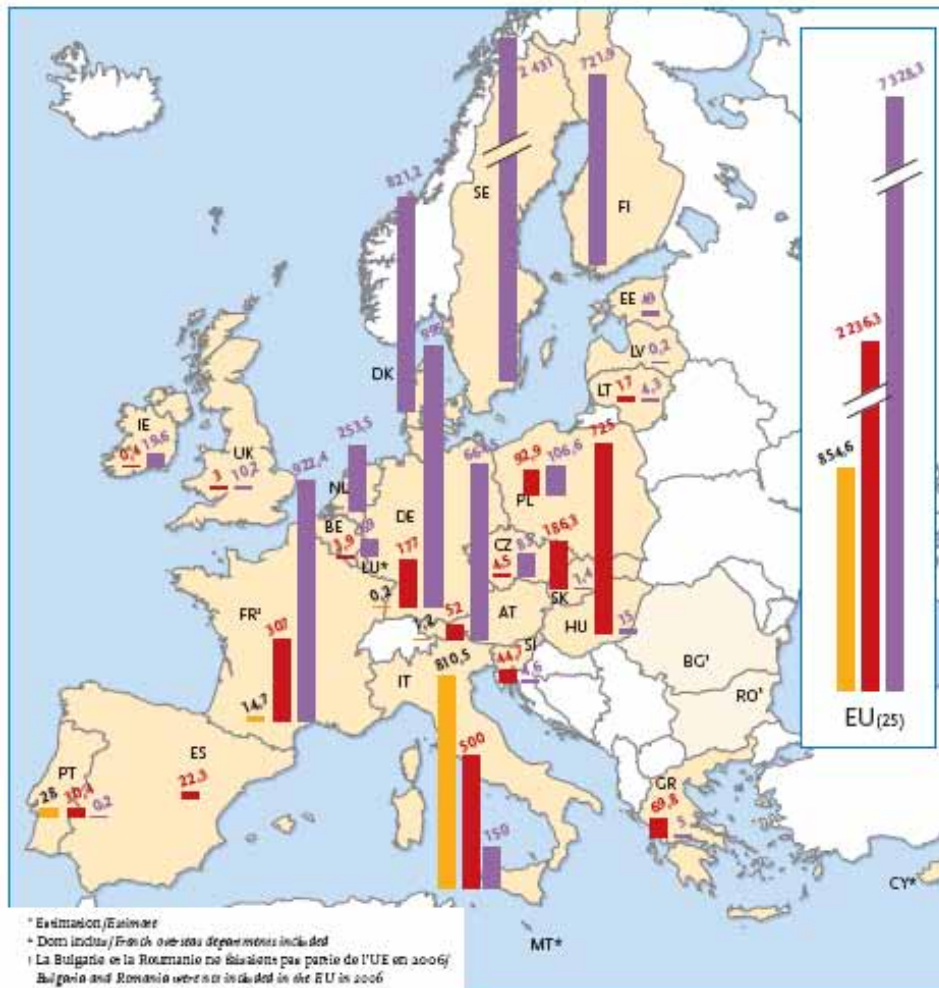 2 431
721,9
7 328,3
821,2
SE
FI
EE
49
2 236,3
LV
0,2
DK
LT
17
4,3
IE
0,4
19,6
UK
3
10,2
922,4
253,5
NL
854,6
92,9
106,6
725
PL
DE
BE
3,9
177
186,3
CZ
4,5
LU*
0,2
1,4
SK
AT
52
1,2
HU
15
FR²
307
SI
44,7
4,6
BG¹
IT
810,5
RO¹
EU(25)
14,7
ES
500
PT
28
30,4
0,2
22,3
GR
69,8
5
150
CY*
MT*
* Estimation/Estimate
Dom inclus/French overseas departments included
La Bulgarie et la Roumanie ne faisaient pas partie de l'UE en 2006/
Bulgaria and Romania were not included in the EU in 2006